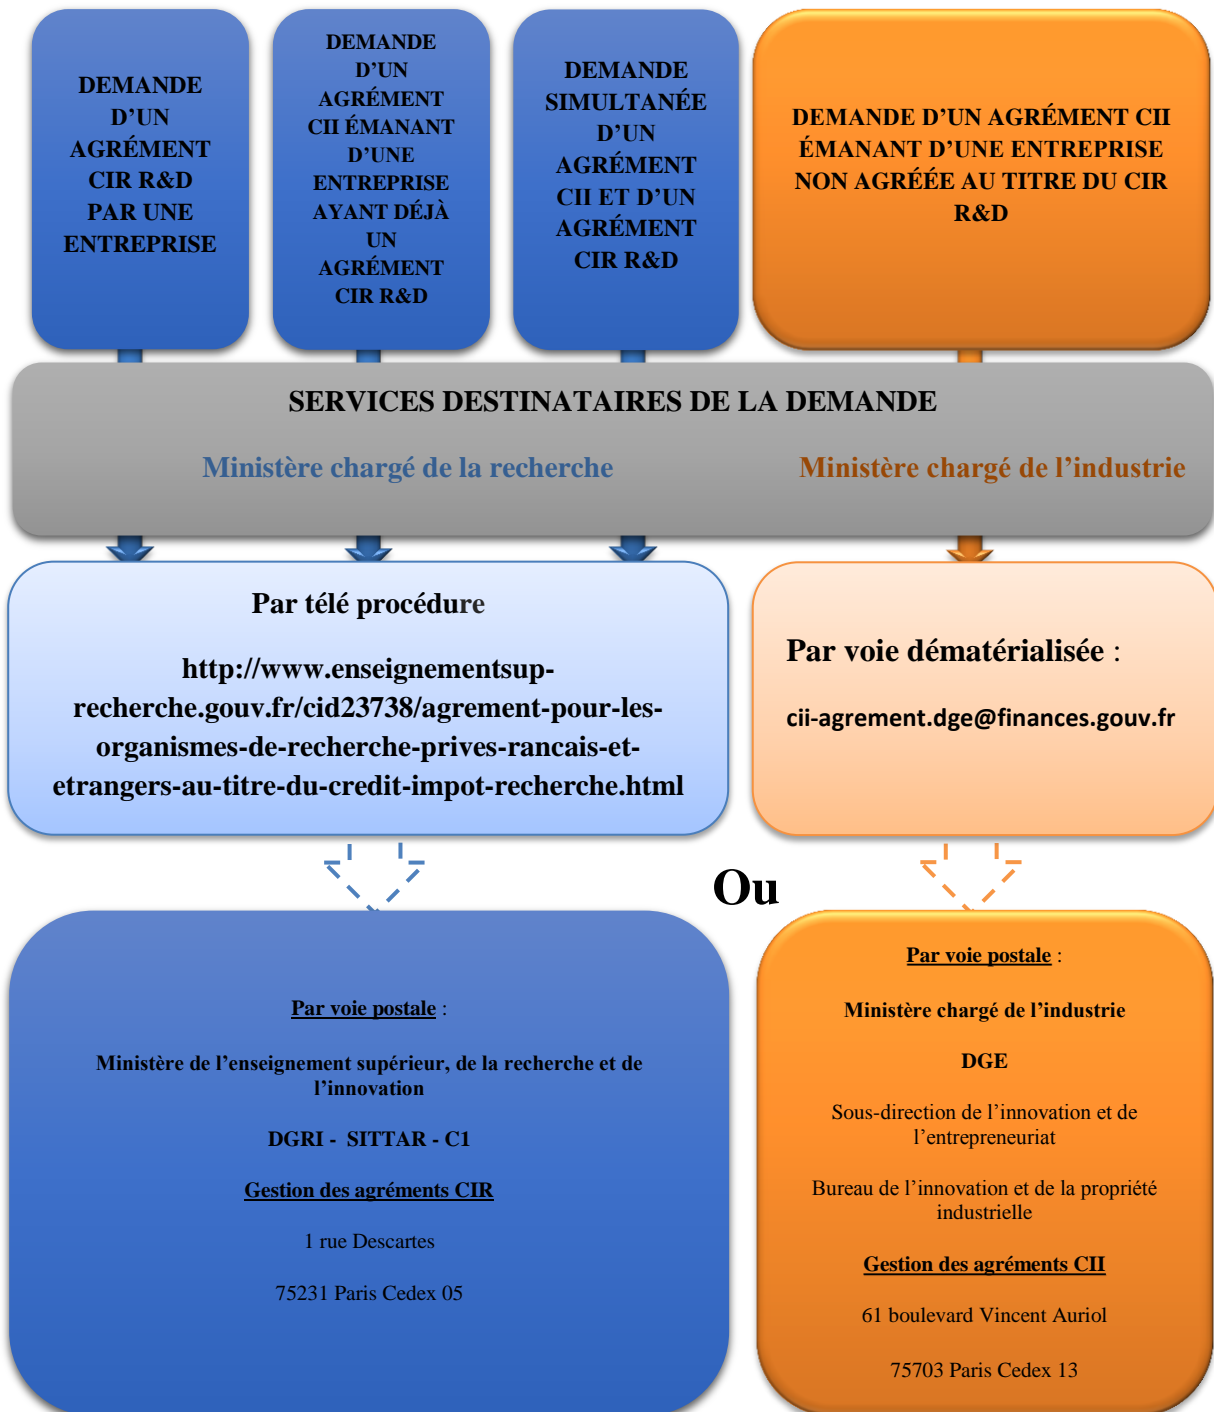 DEMANDE
D’UN
AGRÉMENT
CIR R&D
PAR UNE
ENTREPRISE
DEMANDE
D’UN
AGRÉMENT
CII ÉMANANT
D’UNE
ENTREPRISE
AYANT DÉJÀ
UN
AGRÉMENT
CIR R&D
DEMANDE
SIMULTANÉE
D’UN
AGRÉMENT
CII ET D’UN
AGRÉMENT
CIR R&D
DEMANDE D’UN AGRÉMENT CII
ÉMANANT D’UNE ENTREPRISE
NON AGRÉÉE AU TITRE DU CIR
R&D
SERVICES DESTINATAIRES DE LA DEMANDE
Ministère chargé de la recherche
Ministère chargé de l’industrie
Par télé procédure
http://www.enseignementsup-
recherche.gouv.fr/cid23738/agrement-pour-les-
organismes-de-recherche-prives-rancais-et-
etrangers-au-titre-du-credit-impot-recherche.html
Par voie dématérialisée :
cii-agrement.dge@finances.gouv.fr
Ou
Par voie postale :
Ministère de l’enseignement supérieur, de la recherche et de
l’innovation
DGRI - SITTAR - C1
Gestion des agréments CIR
1 rue Descartes
75231 Paris Cedex 05
Par voie postale :
Ministère chargé de l’industrie
DGE
Sous-direction de l’innovation et de
l’entrepreneuriat
Bureau de l’innovation et de la propriété
industrielle
Gestion des agréments CII
61 boulevard Vincent Auriol
75703 Paris Cedex 13